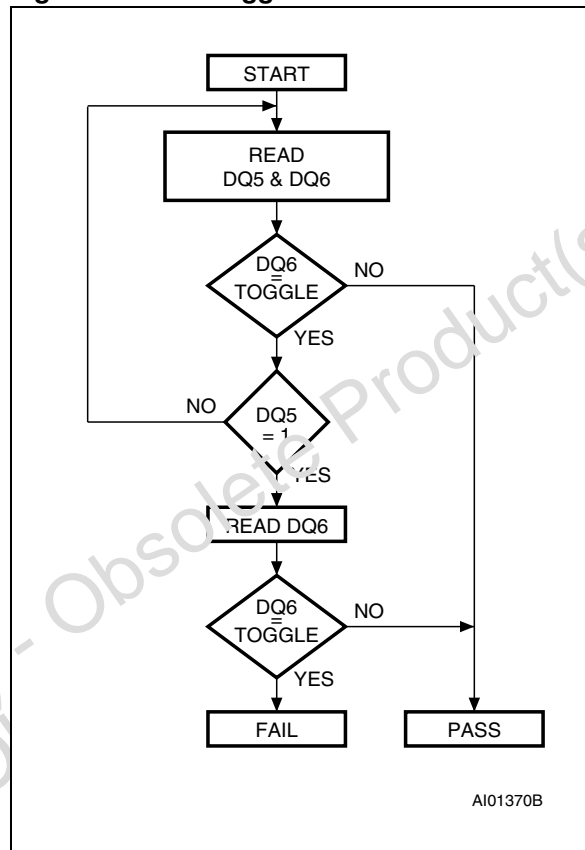 START
READ
DQ5 & DQ6
DQ6
=
TOGGLE
NO
YES
NO
DQ5
= 1
YES
READ DQ6
DQ6
=
TOGGLE
NO
YES
FAIL
PASS
AI01370B
- Obsolete Product(s